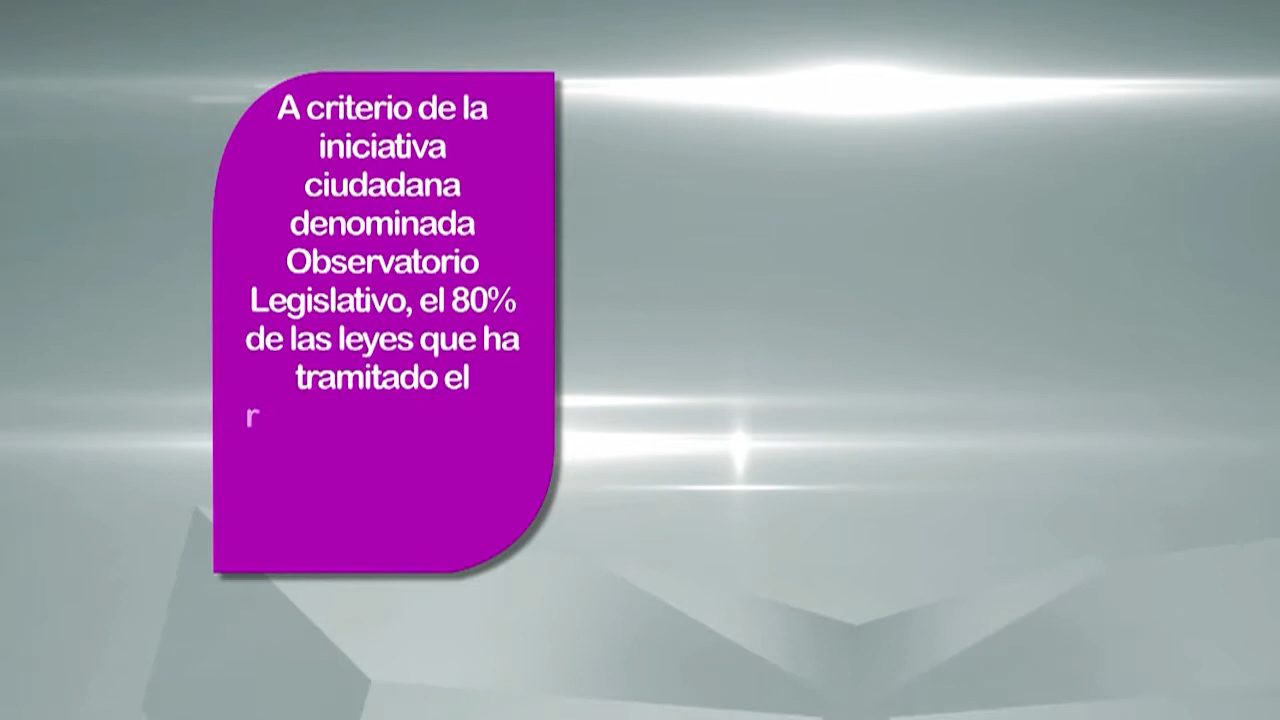 A criterio de la
iniciativa
ciudadana
denominada
Observatorio
Legislativo, el 80%
de las leyes que ha
tramitado el
r